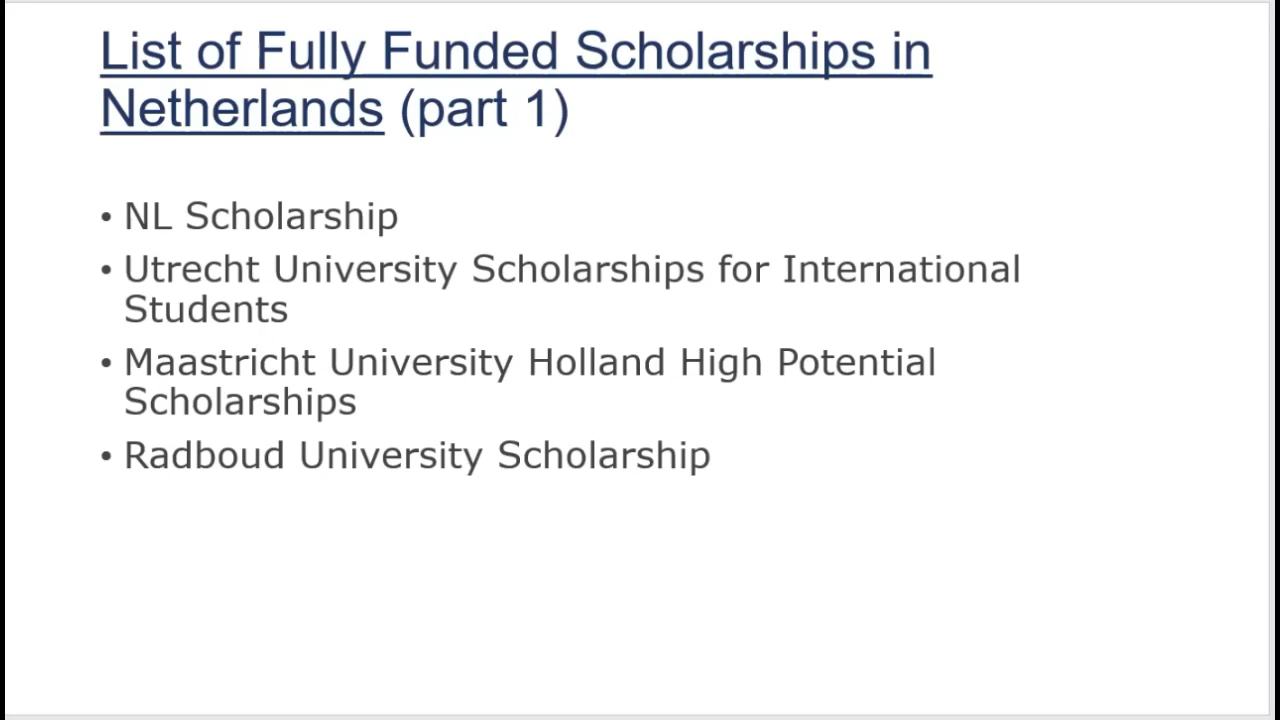 List of Fully Funded Scholarships in
Netherlands (part 1)
• NL Scholarship
• Utrecht University Scholarships for International
Students
• Maastricht University Holland High Potential
Scholarships
• Radboud University Scholarship